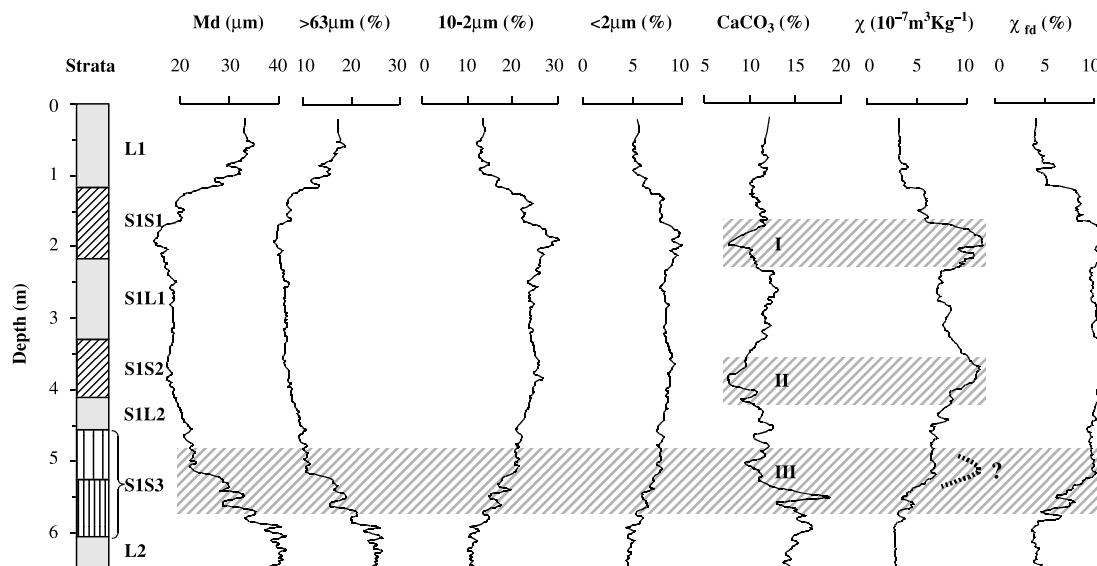 Md (μm) >63μm (%) 10-2μm (%) <2μm (%) CaCO₃ (%) χ (10⁻⁷m³Kg⁻¹) χ fd (%)
Strata 20 30 40 10 20 30 0 10 20 30 0 5 10 5 10 15 20 0 5 10 0 5 10
0
L1
1
S1S1
2 I
S1L1
3
S1S2
II
4
S1L2
5
III ?
S1S3
6
L2
Depth (m)